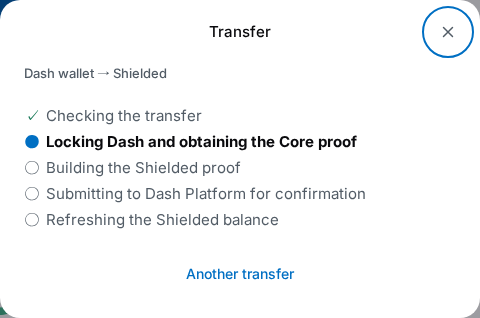 Transfer
Dash wallet → Shielded
Checking the transfer
Locking Dash and obtaining the Core proof
Building the Shielded proof
Submitting to Dash Platform for confirmation
Refreshing the Shielded balance
Another transfer